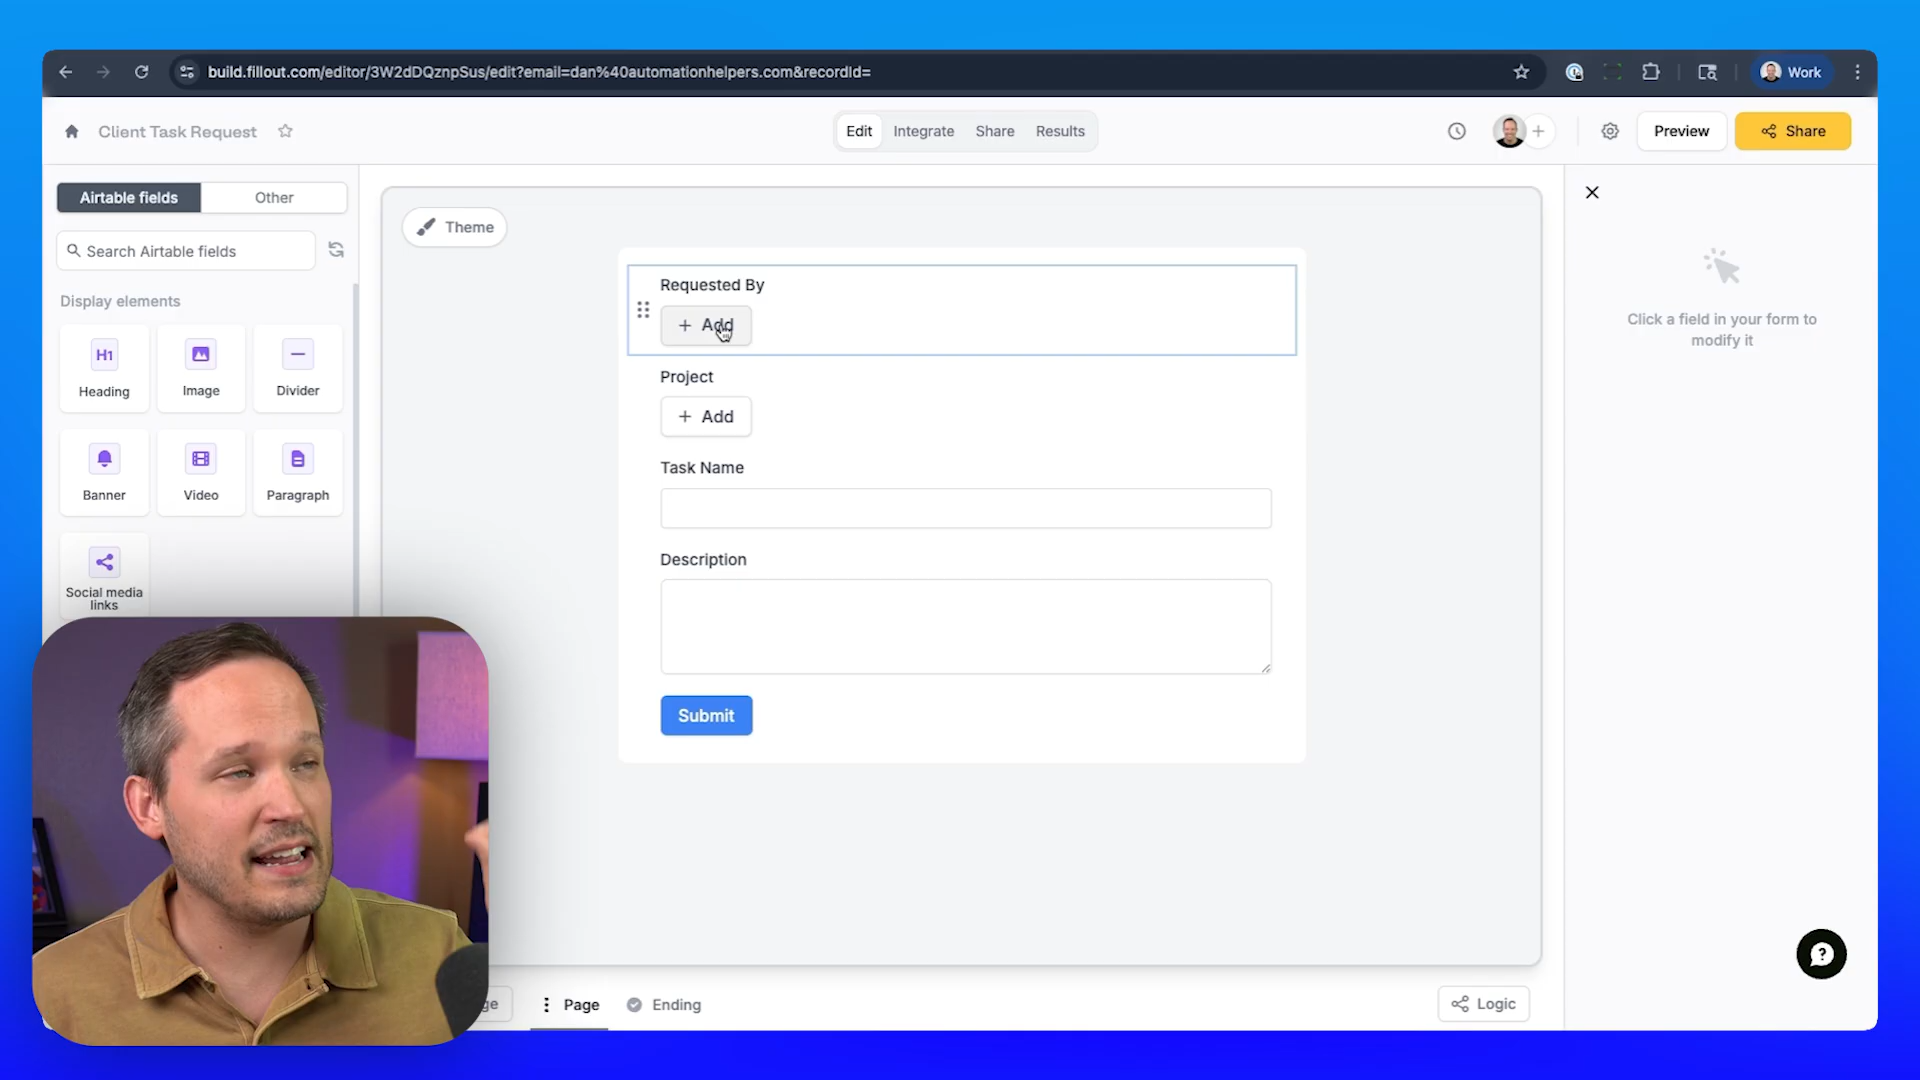 build.fillout.com/editor/3W2dDQznpSus/edit?email=dan%40automationhelpers.com&recordId=
Work
Client Task Request
Edit
Integrate
Share
Results
Preview
Share
Airtable fields
Other
Search Airtable fields
Display elements
H1
Heading
Image
Divider
Banner
Video
Paragraph
Social media
links
Theme
Requested By
+ Add
Project
+ Add
Task Name
Description
Submit
Click a field in your form to
modify it
Page
Ending
Logic